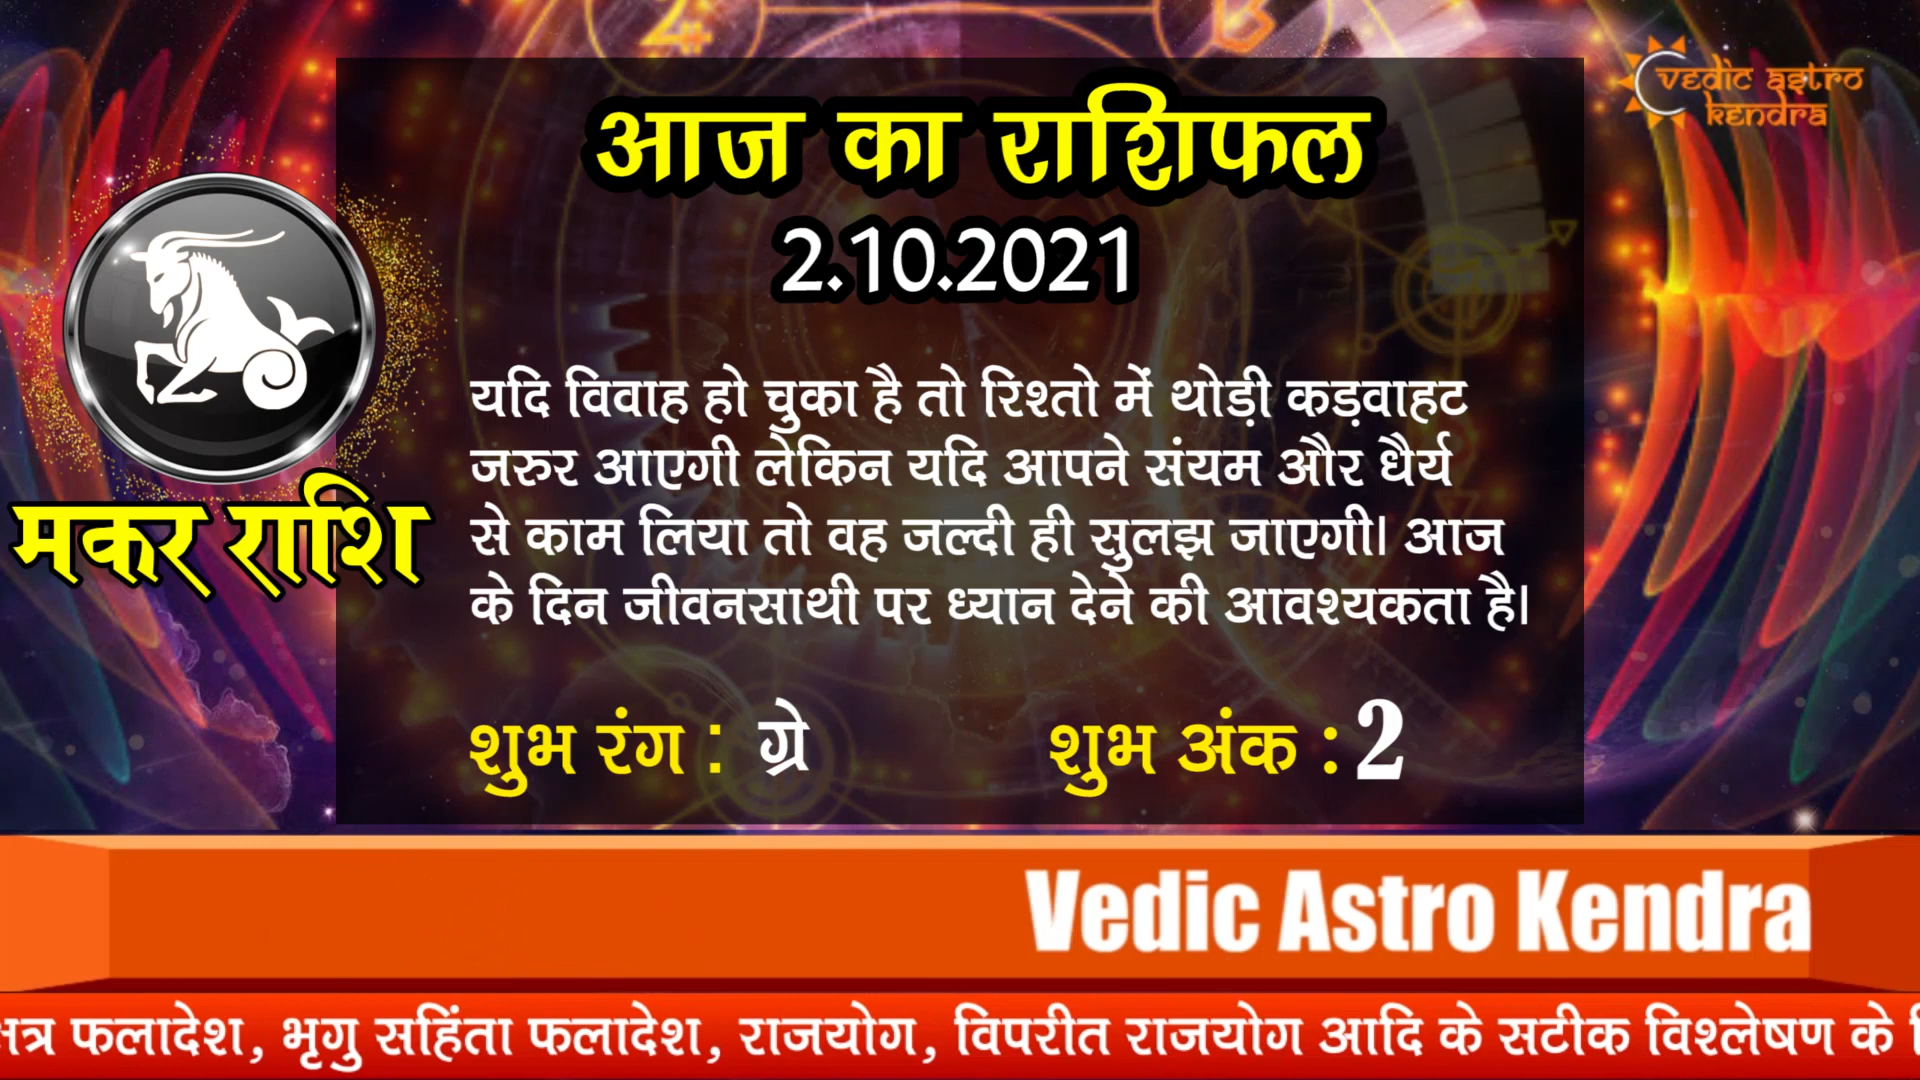 vedic astro
kendra
आज का राशिफल
2.10.2021
मकर राशि
यदि विवाह हो चुका है तो रिश्तो में थोड़ी कड़वाहट
जरुर आएगी लेकिन यदि आपने संयम और धैर्य
से काम लिया तो वह जल्दी ही सुलझ जाएगी। आज
के दिन जीवनसाथी पर ध्यान देने की आवश्यकता है।
शुभ रंग : ग्रे
शुभ अंक : 2
Vedic Astro Kendra
फलादेश, भृगु सहिंता फलादेश, राजयोग, विपरीत राजयोग आदि के सटीक विश्लेषण के